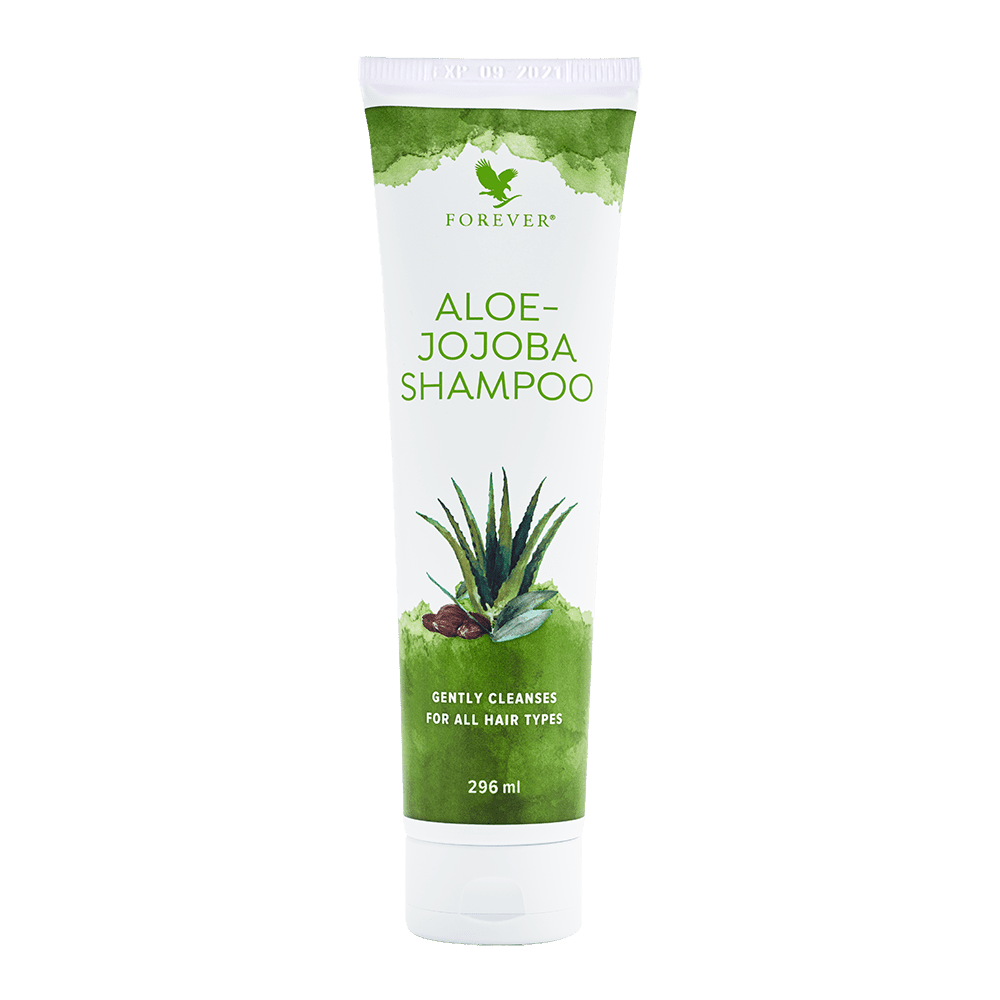 EXP 09 2021
FOREVER®
ALOE-
JOJOBA
SHAMPOO
GENTLY CLEANSES
FOR ALL HAIR TYPES
296 ml